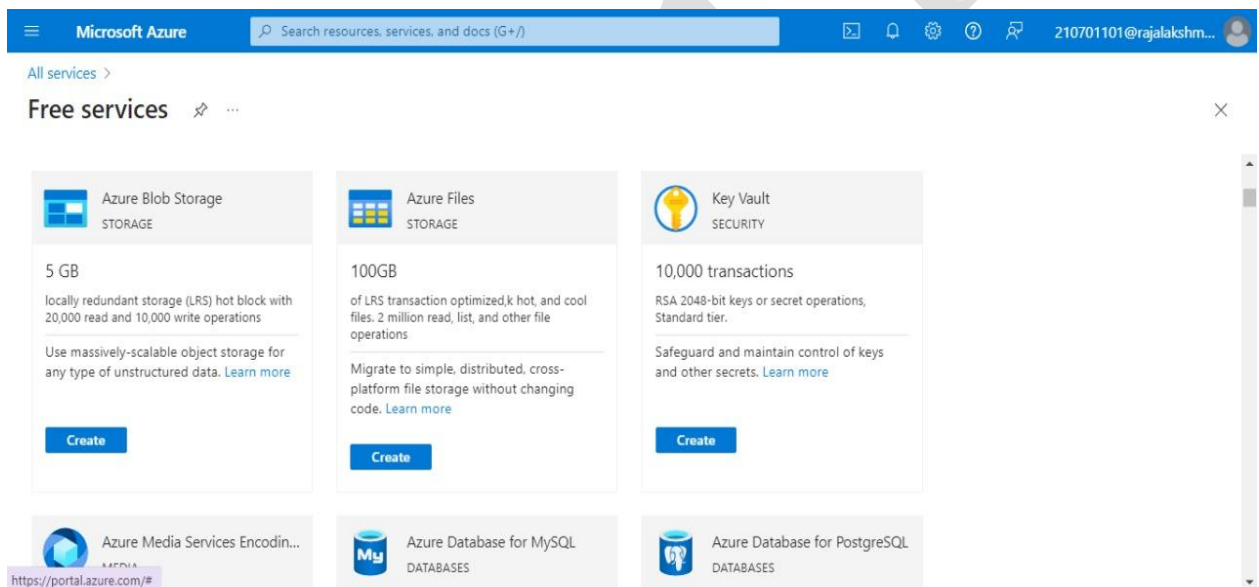 Microsoft Azure
Search resources, services, and docs (G+/)
210701101@rajalakshm...
All services >
Free services
Azure Blob Storage
STORAGE
5 GB
locally redundant storage (LRS) hot block with
20,000 read and 10,000 write operations
Use massively-scalable object storage for
any type of unstructured data. Learn more
Create
Azure Files
STORAGE
100GB
of LRS transaction optimized,k hot, and cool
files. 2 million read, list, and other file
operations
Migrate to simple, distributed, cross-
platform file storage without changing
code. Learn more
Create
Key Vault
SECURITY
10,000 transactions
RSA 2048-bit keys or secret operations,
Standard tier.
Safeguard and maintain control of keys
and other secrets. Learn more
Create
Azure Media Services Encodin...
MEDIA
My
Azure Database for MySQL
DATABASES
Azure Database for PostgreSQL
DATABASES
https://portal.azure.com/#